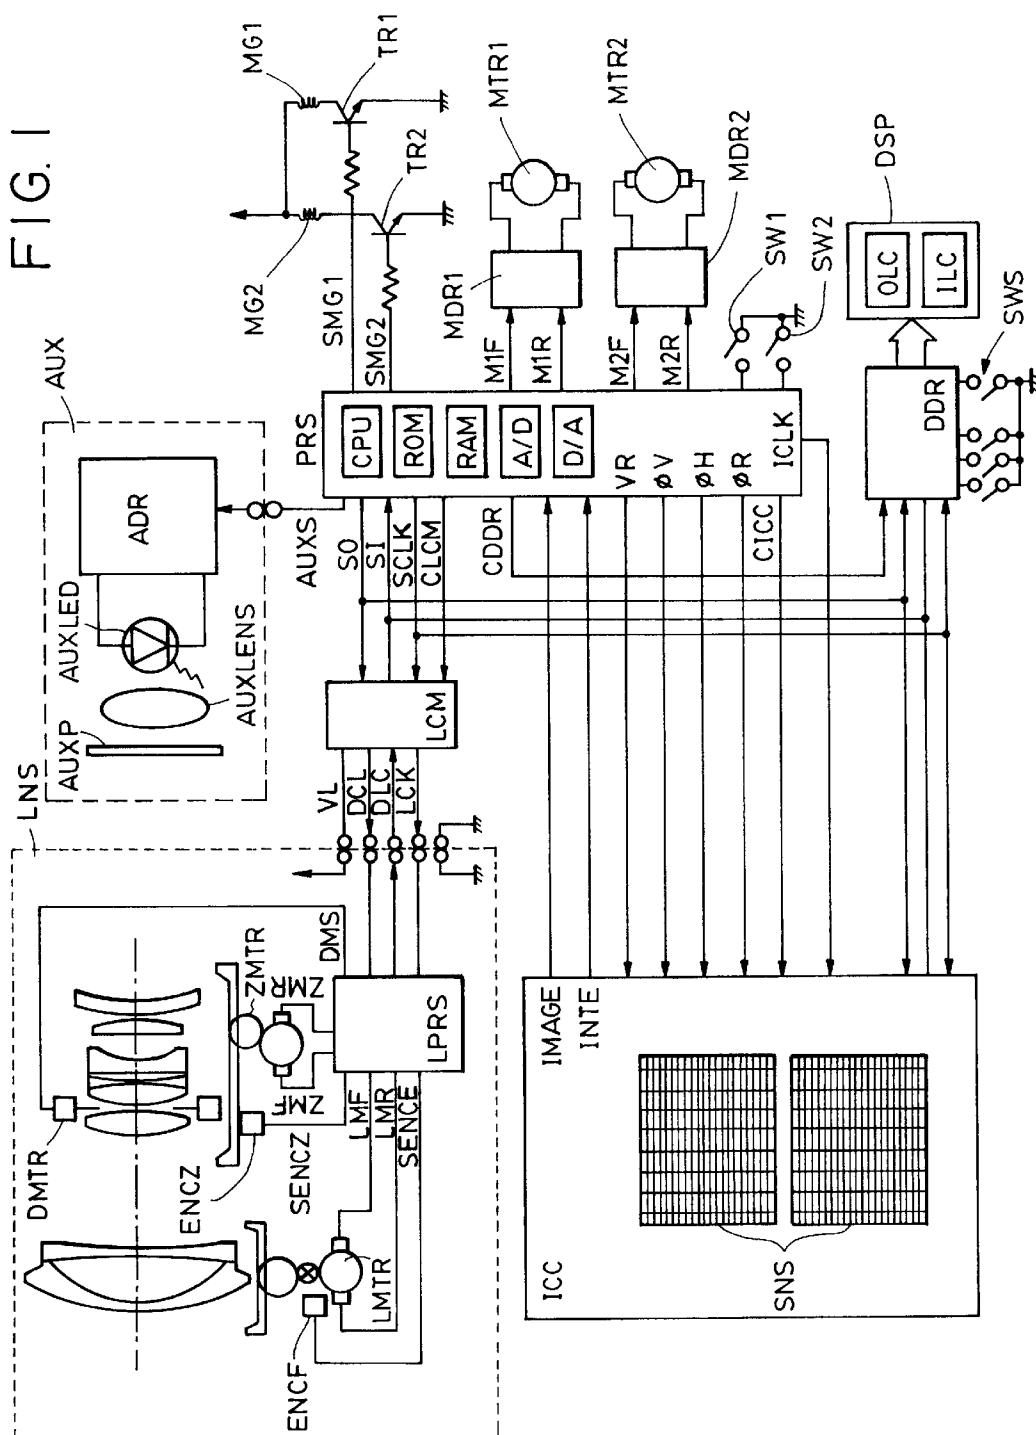 FIG. 1
MG1
TR1
MG2
TR2
SMG1
SMG2
MTR1
MDR1
M1F
M1R
MTR2
MDR2
M2F
M2R
SW1
SW2
DSP
OLC
ILC
SWS
DDR
AUX
ADR
AUXLED
AUXLENS
AUXP
AUXS
PRS
CPU
ROM
RAM
A/D
D/A
VR
ØV
ØH
ØR
ICLK
SO
SI
SCLK
CLCM
CDDR
CICC
LCM
VL
DCL
DLC
LCK
LNS
DMTR
ENCZ
ENCF
DMS
ZMTR
ZMR
ZMF
SENCZ
LMF
LMR
SENCE
LMTR
LPRS
ICC
IMAGE
INTE
SNS